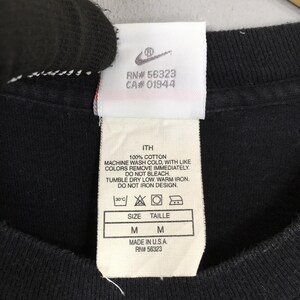 RN# 56323
CA# 01944
ITH
100% COTTON
MACHINE WASH COLD, WITH LIKE
COLORS REMOVE IMMEDIATELY.
DO NOT BLEACH.
TUMBLE DRY LOW. WARM IRON.
DO NOT IRON DESIGN.
30°C
SIZE TAILLE
M M
MADE IN U.S.A.
RN# 56323